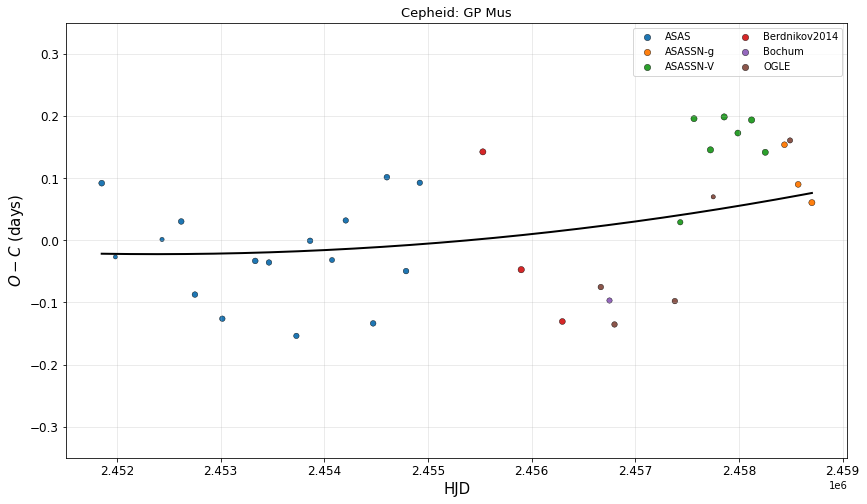 Cepheid: GP Mus
ASAS
ASASSN-g
ASASSN-V
Berdnikov2014
Bochum
OGLE
0.3
0.2
0.1
0.0
−0.1
−0.2
−0.3
O − C (days)
2.452 2.453 2.454 2.455 2.456 2.457 2.458 2.459
1e6
HJD